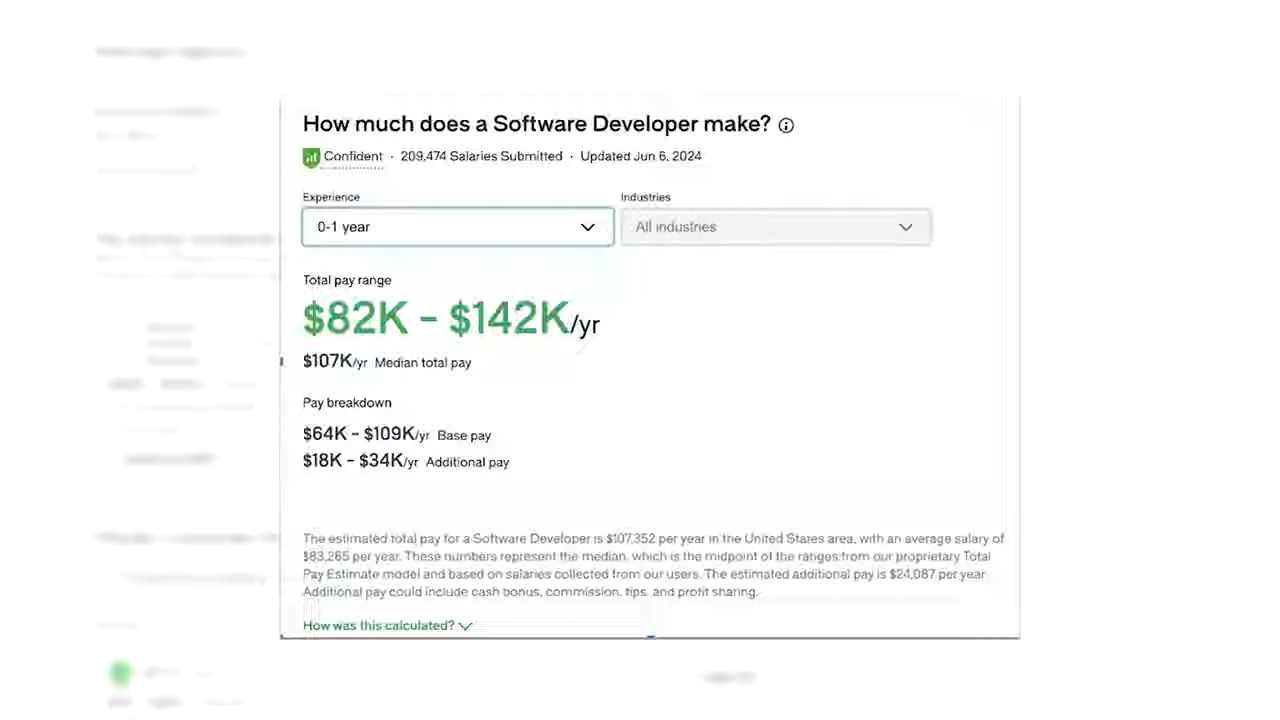 How much does a Software Developer make?
Confident · 209,474 Salaries Submitted · Updated Jun 6, 2024
Experience
Industries
0-1 year
All industries
Total pay range
$82K - $142K/yr
$107K/yr Median total pay
Pay breakdown
$64K - $109K/yr Base pay
$18K - $34K/yr Additional pay
The estimated total pay for a Software Developer is $107,352 per year in the United States area, with an average salary of
$83,265 per year. These numbers represent the median, which is the midpoint of the ranges from our proprietary Total
Pay Estimate model and based on salaries collected from our users. The estimated additional pay is $24,087 per year
Additional pay could include cash bonus, commission, tips, and profit sharing.
How was this calculated?